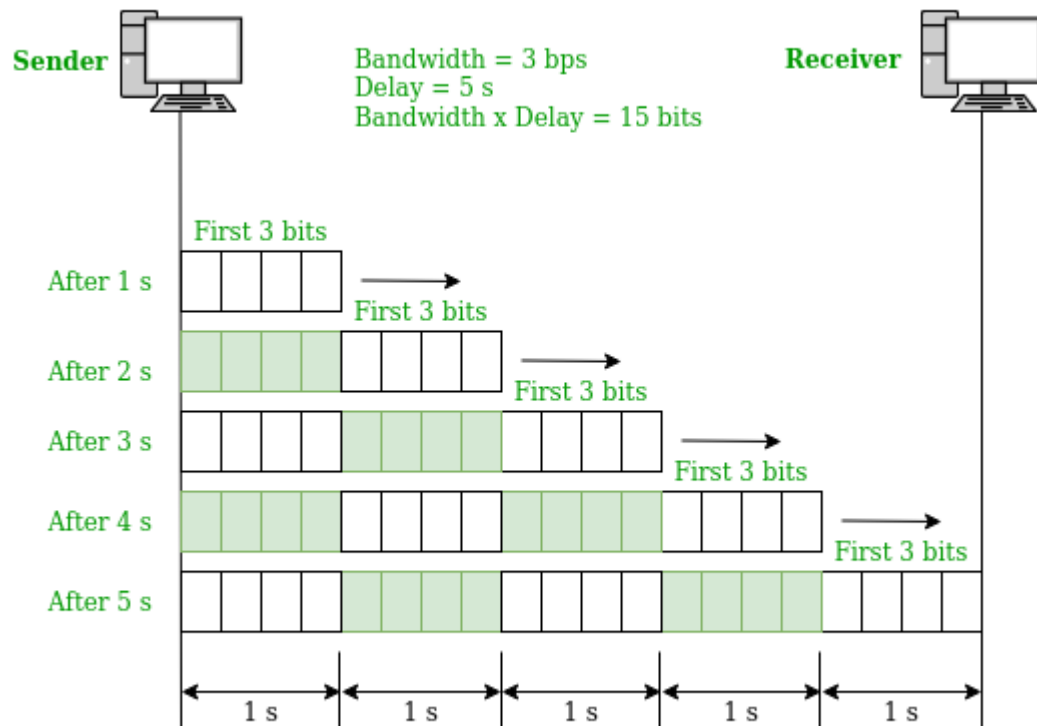 Sender
Bandwidth = 3 bps
Receiver
Delay = 5 s
Bandwidth x Delay = 15 bits
First 3 bits
After 1 s
First 3 bits
After 2 s
First 3 bits
After 3 s
First 3 bits
After 4 s
First 3 bits
After 5 s
1 s
1 s
1 s
1 s
1 s